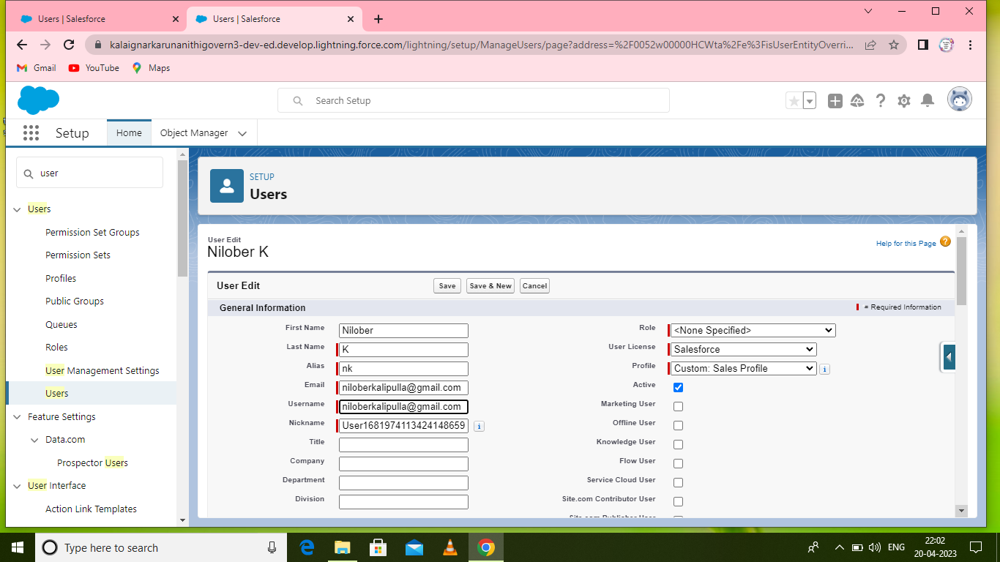 Users | Salesforce
Users | Salesforce
kalaignarkarunanithigovern3-dev-ed.develop.lightning.force.com/lightning/setup/ManageUsers/page?address=%2F0052w00000HCWta%2Fe%3FisUserEntityOverri...
Gmail YouTube Maps
Search Setup
Setup Home Object Manager
user
Users
Permission Set Groups
Permission Sets
Profiles
Public Groups
Queues
Roles
User Management Settings
Users
Feature Settings
Data.com
Prospector Users
User Interface
Action Link Templates
SETUP
Users
User Edit
Nilober K
Help for this Page ?
User Edit Save Save & New Cancel
General Information = Required Information
First Name Nilober
Last Name K
Alias nk
Email niloberkalipulla@gmail.com
Username niloberkalipulla@gmail.com
Nickname User1681974113424148659 i
Title
Company
Department
Division
Role <None Specified>
User License Salesforce
Profile Custom: Sales Profile i
Active
Marketing User
Offline User
Knowledge User
Flow User
Service Cloud User
Site.com Contributor User
Site.com Publisher User
Type here to search
ENG
22:02
20-04-2023